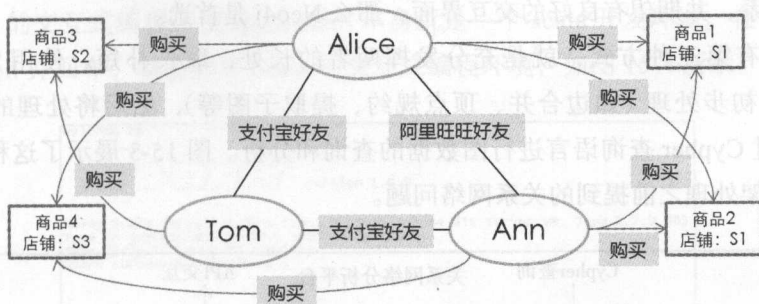 商品3
店铺：S2
购买
Alice
购买
商品1
店铺：S1
购买
购买
支付宝好友
阿里旺旺好友
购买
购买
商品4
店铺：S3
Tom
支付宝好友
Ann
购买
商品2
店铺：S1
购买